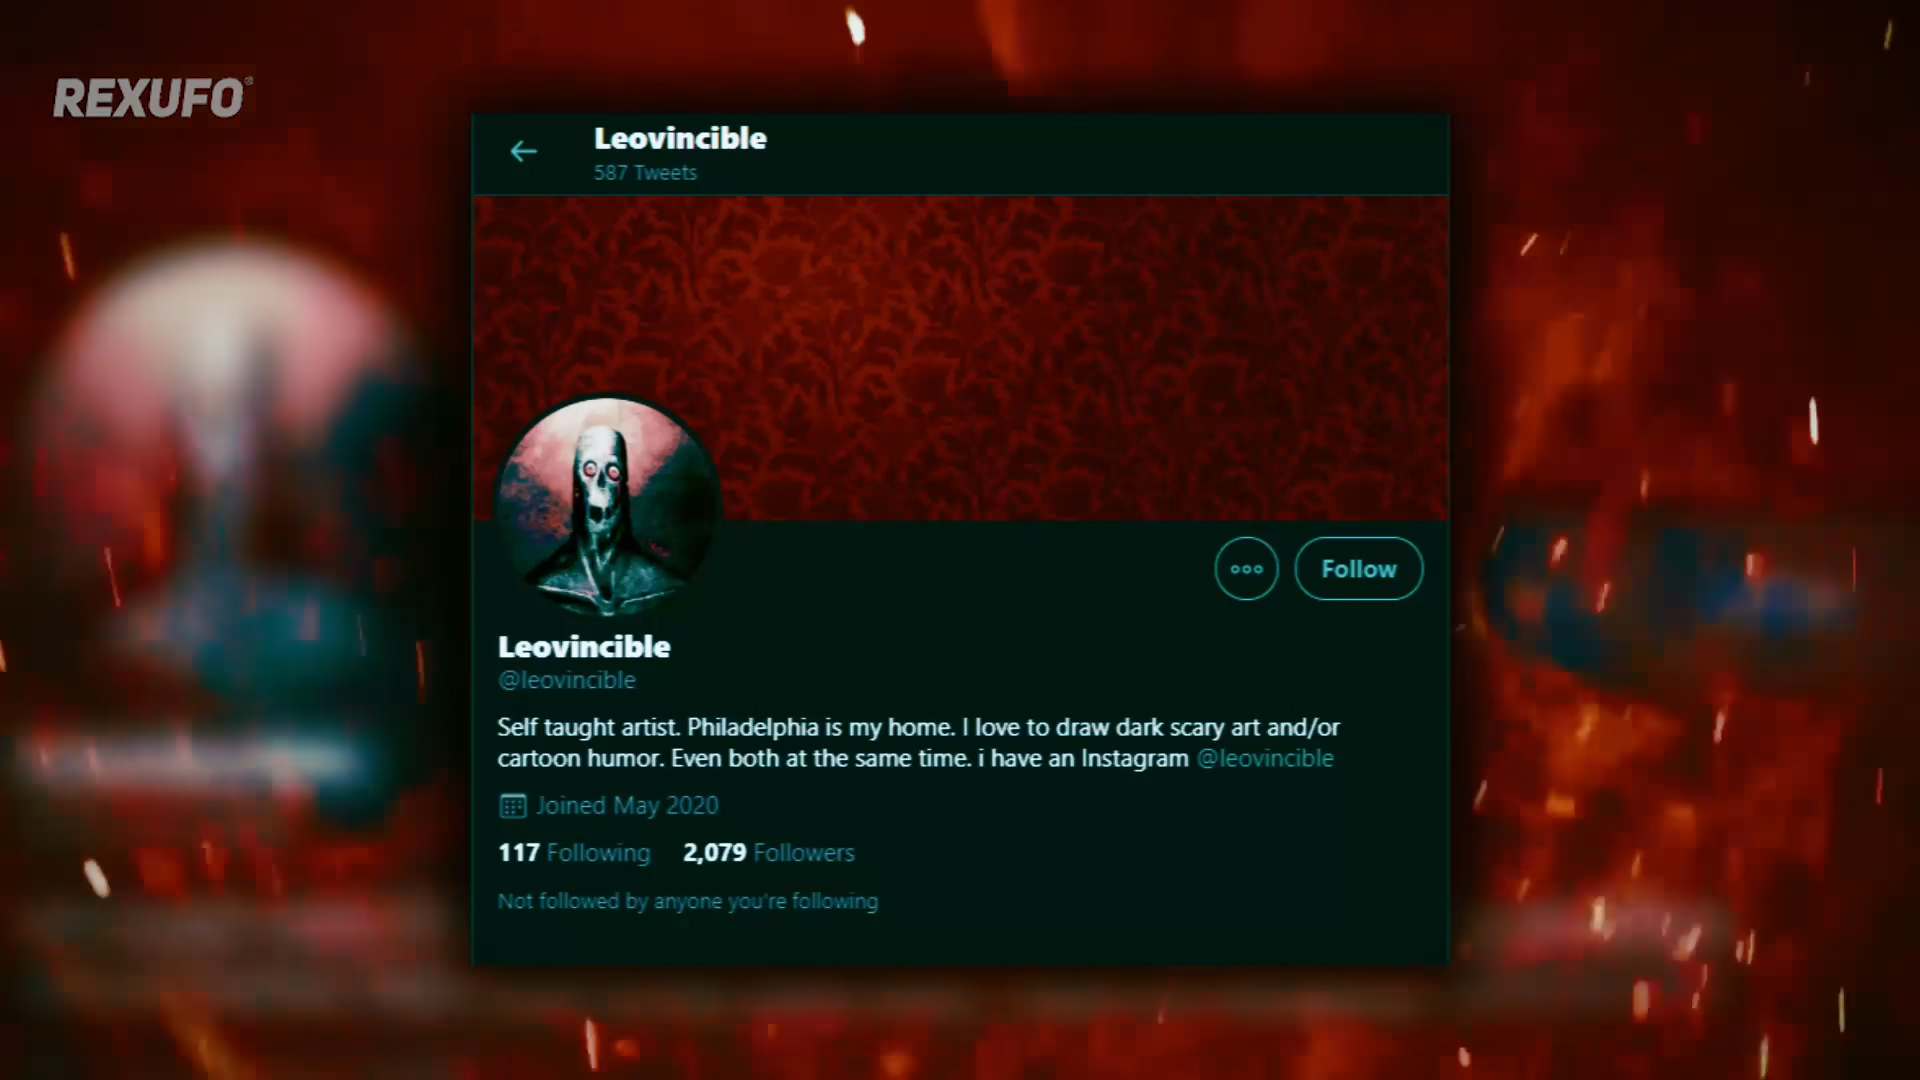 REXUFO®
Leovincible
587 Tweets
Follow
Leovincible
@leovincible
Self taught artist. Philadelphia is my home. I love to draw dark scary art and/or
cartoon humor. Even both at the same time. i have an Instagram @leovincible
Joined May 2020
117 Following 2,079 Followers
Not followed by anyone you're following